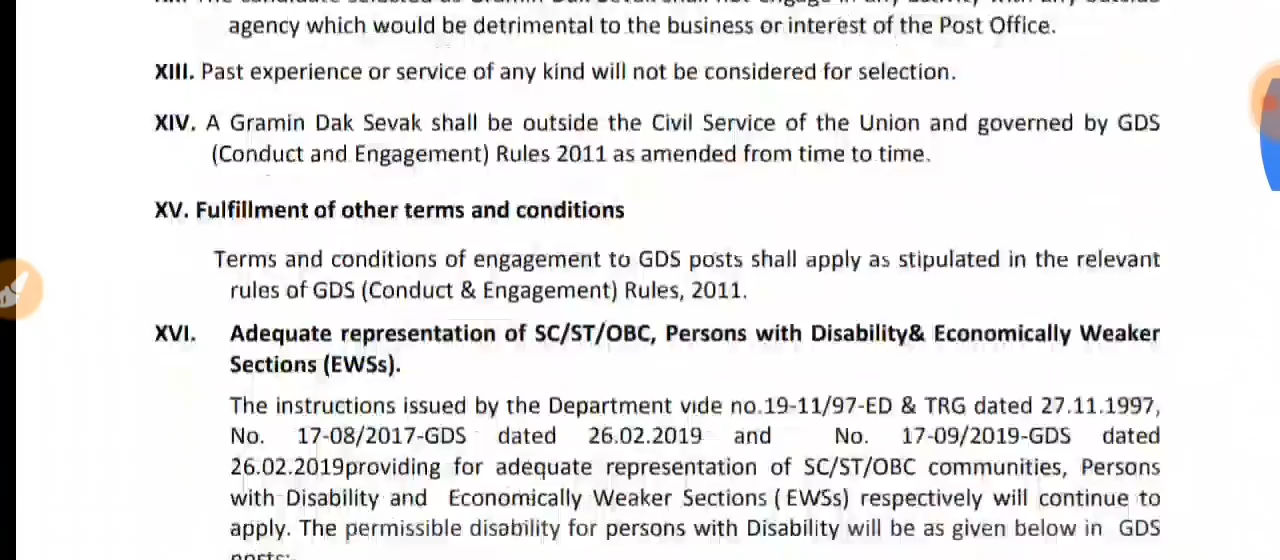 agency which would be detrimental to the business or interest of the Post Office.
XIII. Past experience or service of any kind will not be considered for selection.
XIV. A Gramin Dak Sevak shall be outside the Civil Service of the Union and governed by GDS
(Conduct and Engagement) Rules 2011 as amended from time to time.
XV. Fulfillment of other terms and conditions
Terms and conditions of engagement to GDS posts shall apply as stipulated in the relevant
rules of GDS (Conduct & Engagement) Rules, 2011.
XVI. Adequate representation of SC/ST/OBC, Persons with Disability& Economically Weaker
Sections (EWSs).
The instructions issued by the Department vide no.19-11/97-ED & TRG dated 27.11.1997,
No. 17-08/2017-GDS dated 26.02.2019 and No. 17-09/2019-GDS dated
26.02.2019providing for adequate representation of SC/ST/OBC communities, Persons
with Disability and Economically Weaker Sections ( EWSs) respectively will continue to
apply. The permissible disability for persons with Disability will be as given below in GDS